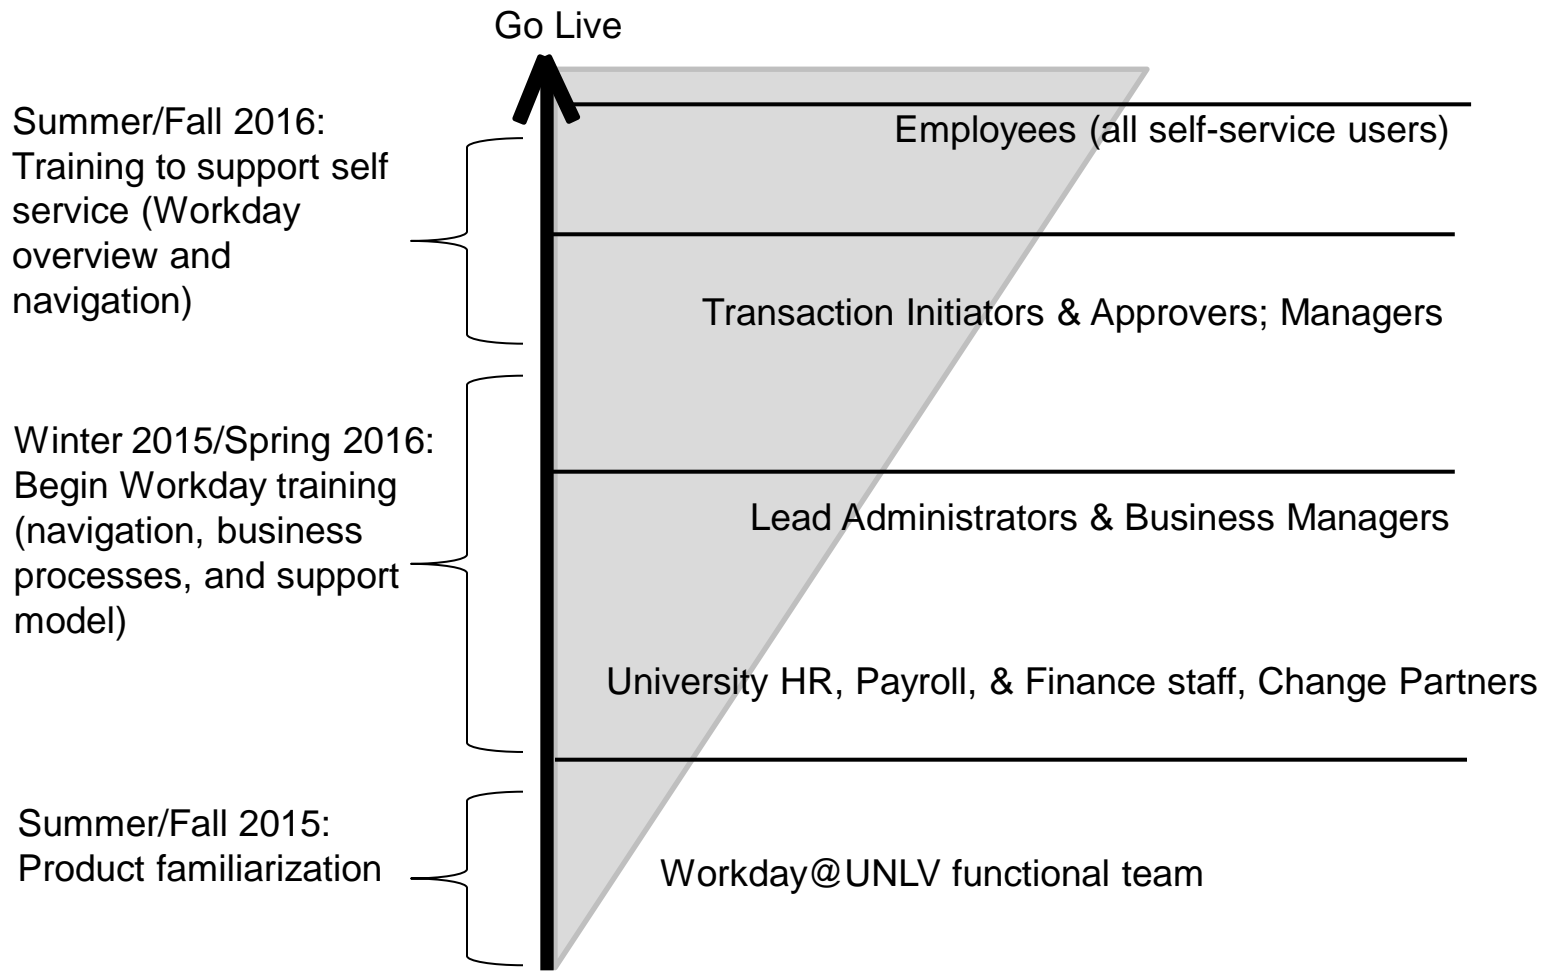 Go Live
Summer/Fall 2016:
Training to support self
service (Workday
overview and
navigation)
Employees (all self-service users)
Transaction Initiators & Approvers; Managers
Winter 2015/Spring 2016:
Begin Workday training
(navigation, business
processes, and support
model)
Lead Administrators & Business Managers
University HR, Payroll, & Finance staff, Change Partners
Summer/Fall 2015:
Product familiarization
Workday@UNLV functional team